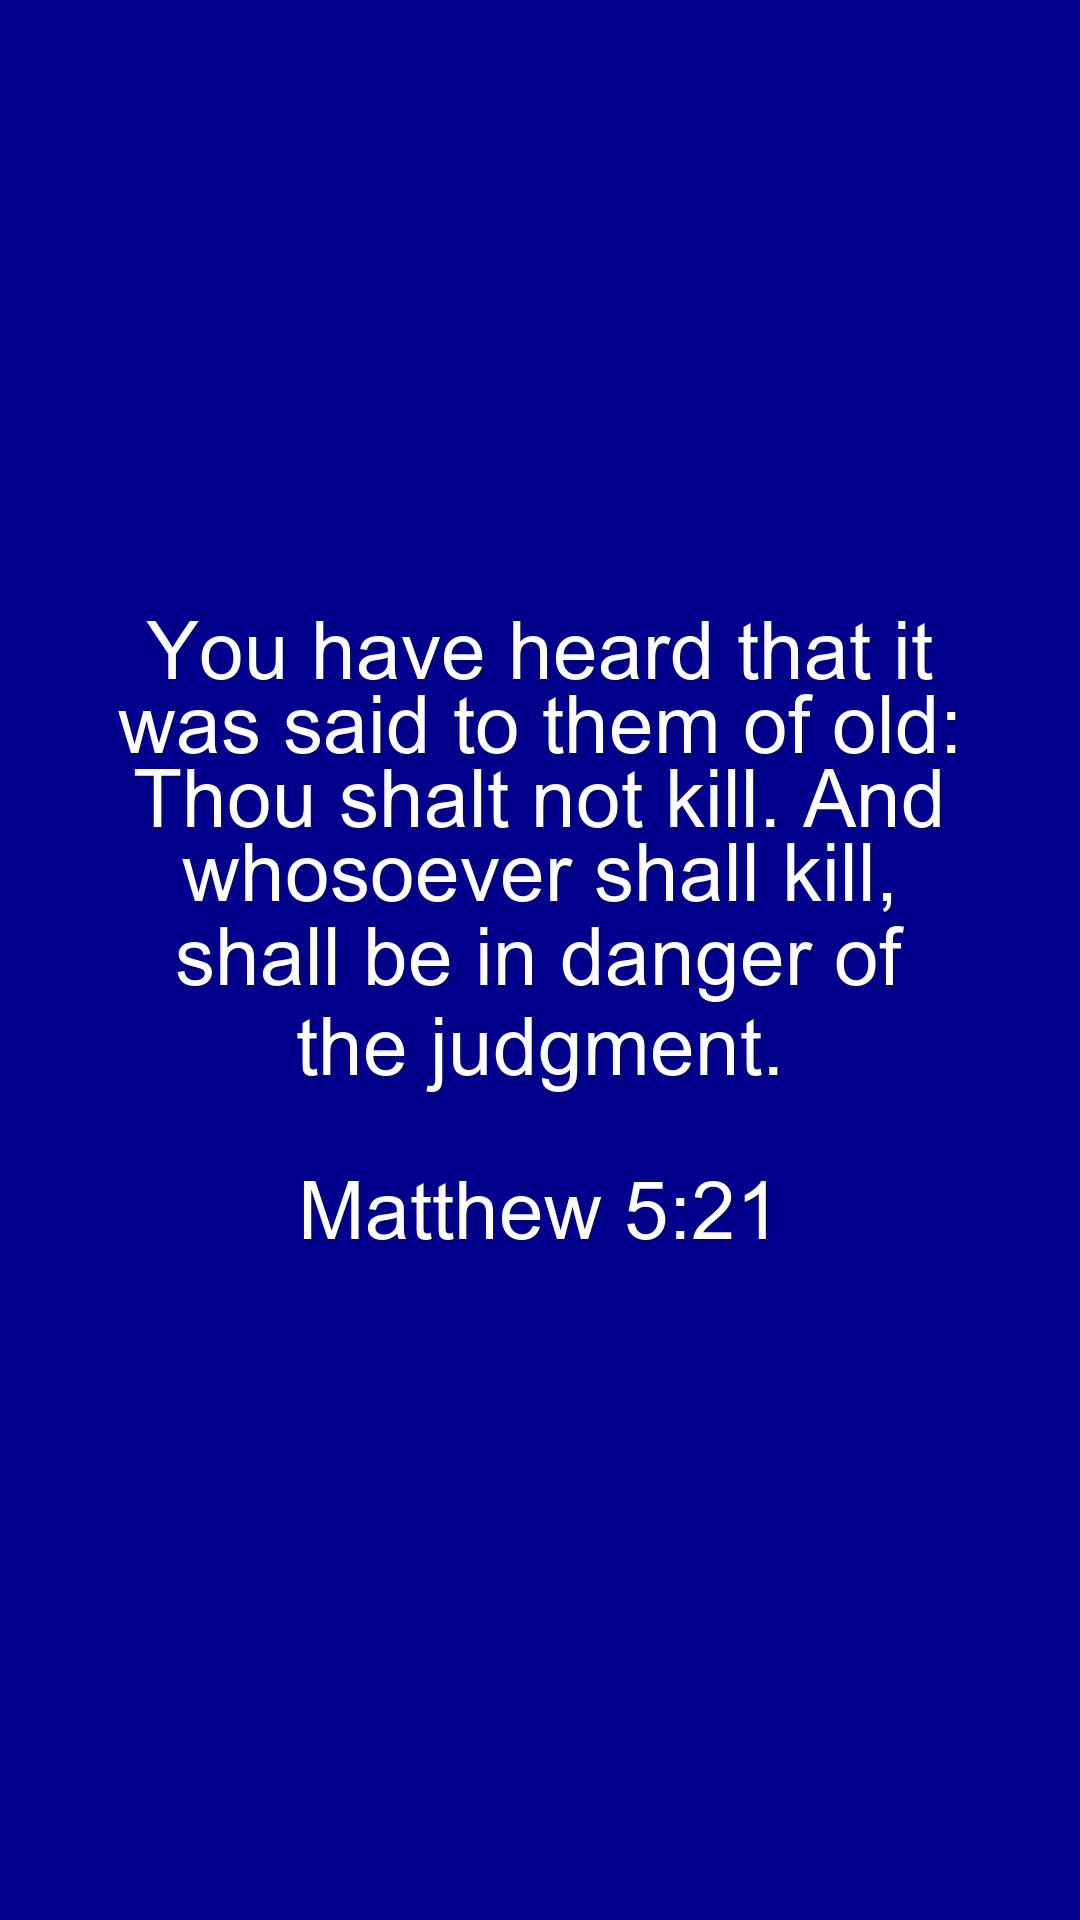 You have heard that it
was said to them of old:
Thou shalt not kill. And
whosoever shall kill,
shall be in danger of
the judgment.
Matthew 5:21